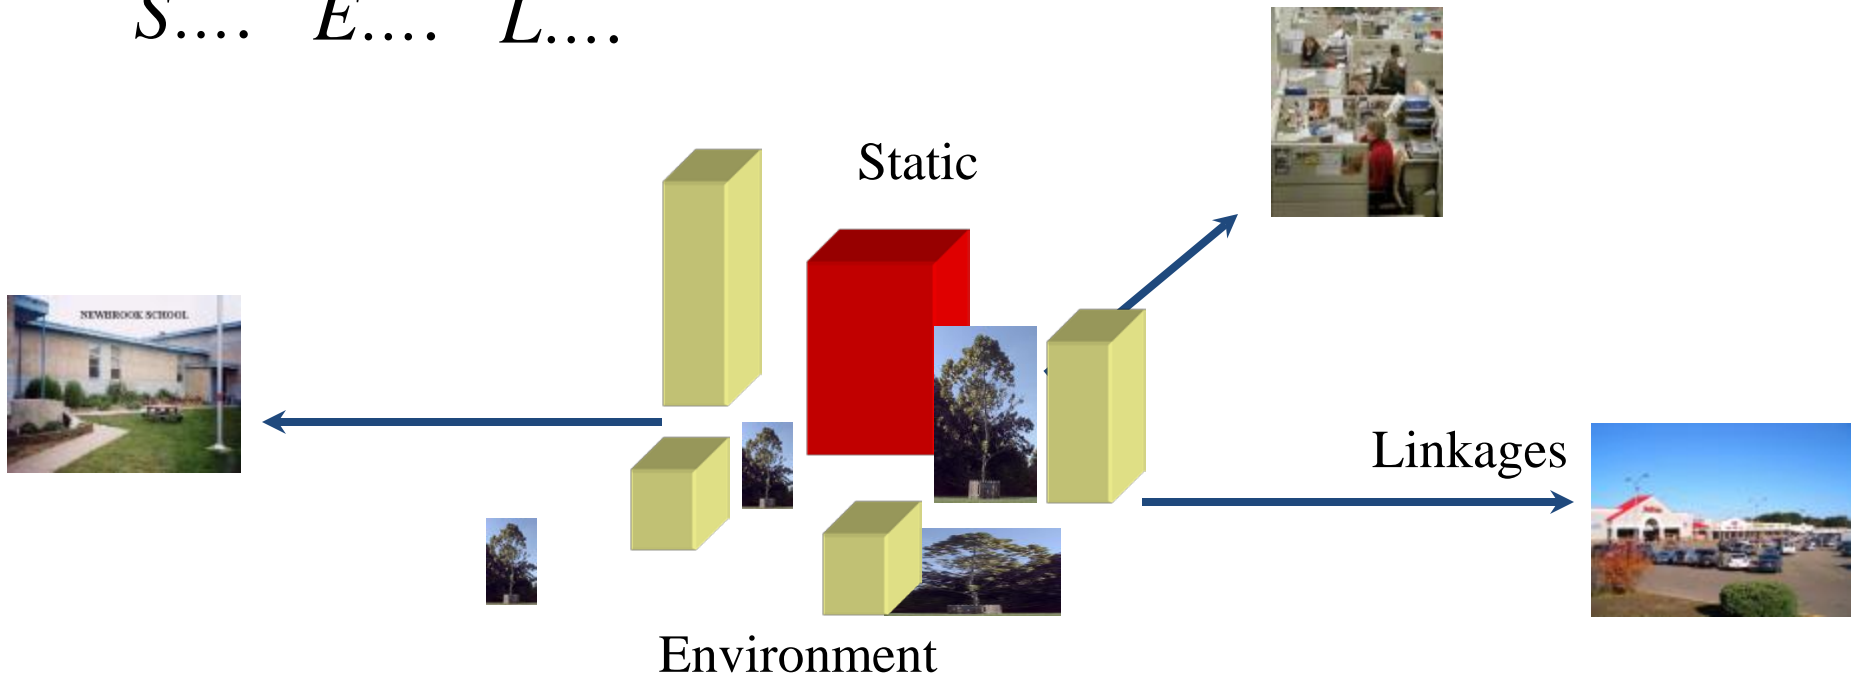 S.... E.... L....
Static
NEWBROOK SCHOOL
Linkages
Environment